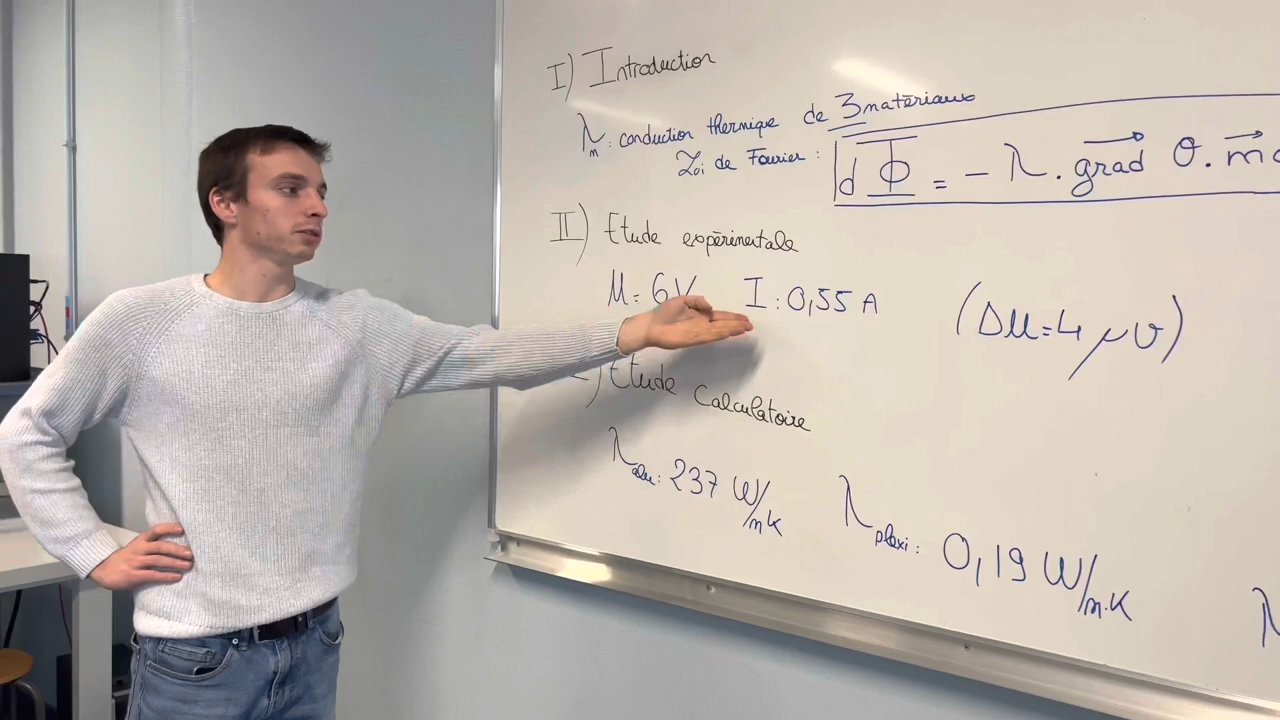 I) Introduction
λm : conduction thermique de 3 matériaux
Loi de Fourier : dΦ = - λ . grad θ . m
II) Etude expérimentale
U = 6V I : 0,55 A (ΔU = 4 μV)
) Etude Calculatoire
λalu : 237 W/mK
λplexi : 0,19 W/m.K
λ